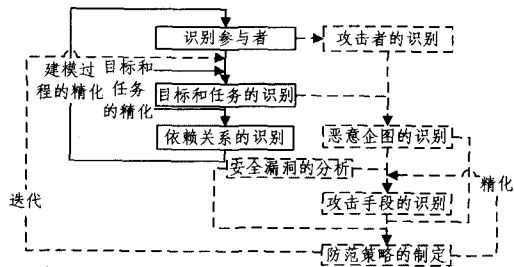 识别参与者
攻击者的识别
建模过
程的精化
目标和
任务
的精化
目标和任务的识别
依赖关系的识别
恶意企图的识别
安全漏洞的分析
精化
攻击手段的识别
迭代
防范策略的制定